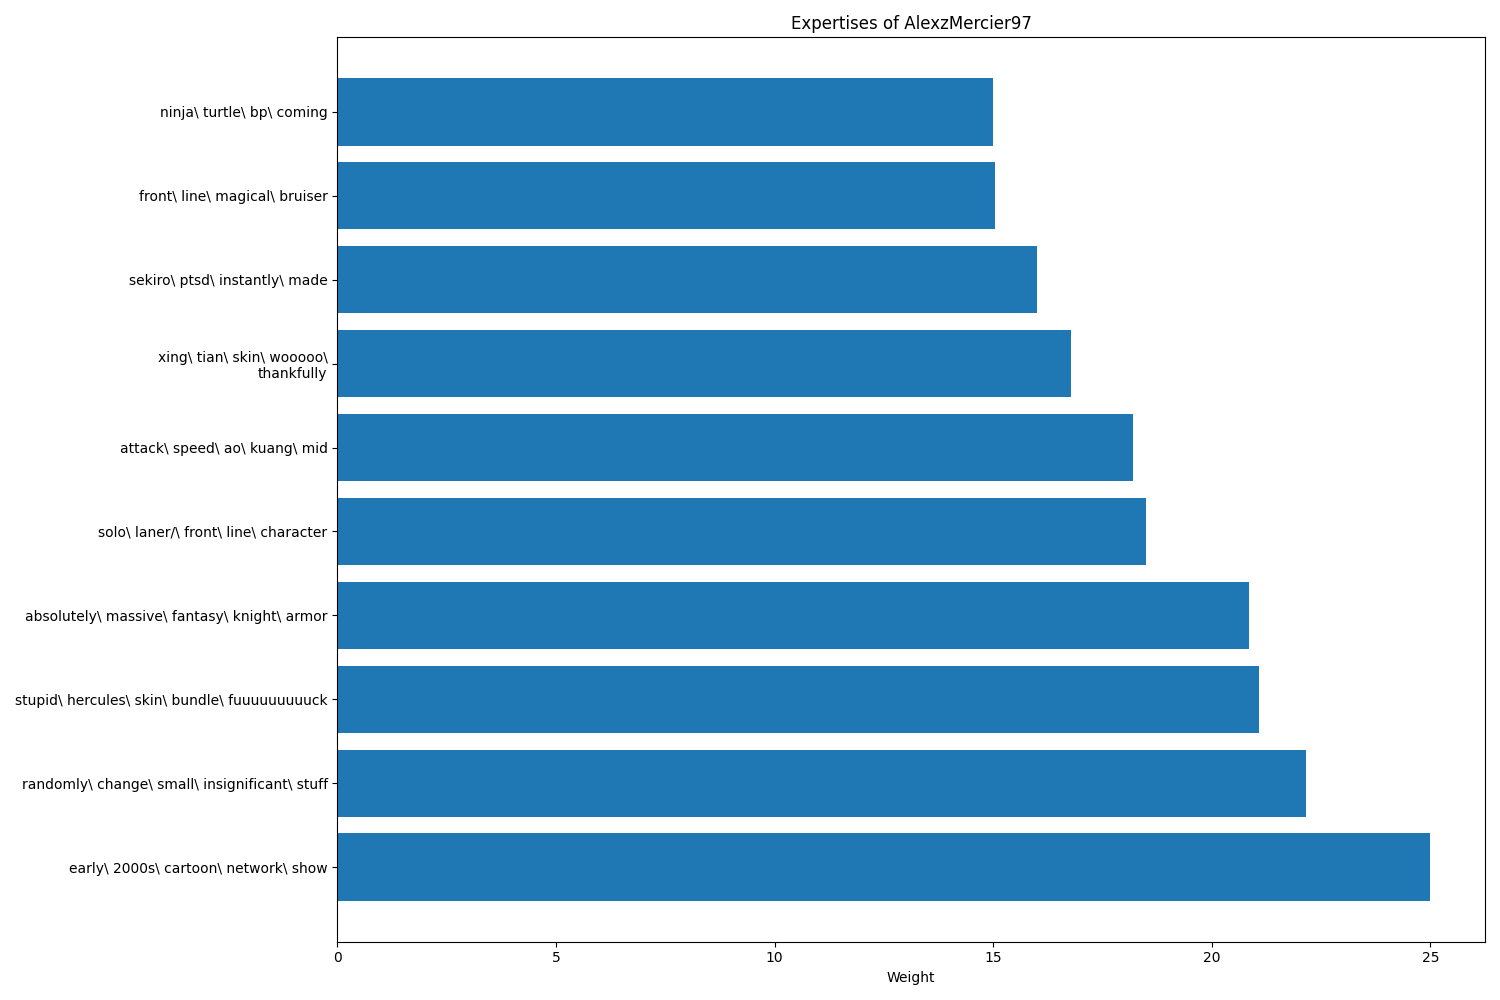 Expertises of AlexzMercier97
ninja\ turtle\ bp\ coming
front\ line\ magical\ bruiser
sekiro\ ptsd\ instantly\ made
xing\ tian\ skin\ wooooo\
thankfully
attack\ speed\ ao\ kuang\ mid
solo\ laner/\ front\ line\ character
absolutely\ massive\ fantasy\ knight\ armor
stupid\ hercules\ skin\ bundle\ fuuuuuuuuuck
randomly\ change\ small\ insignificant\ stuff
early\ 2000s\ cartoon\ network\ show
0 5 10 15 20 25
Weight